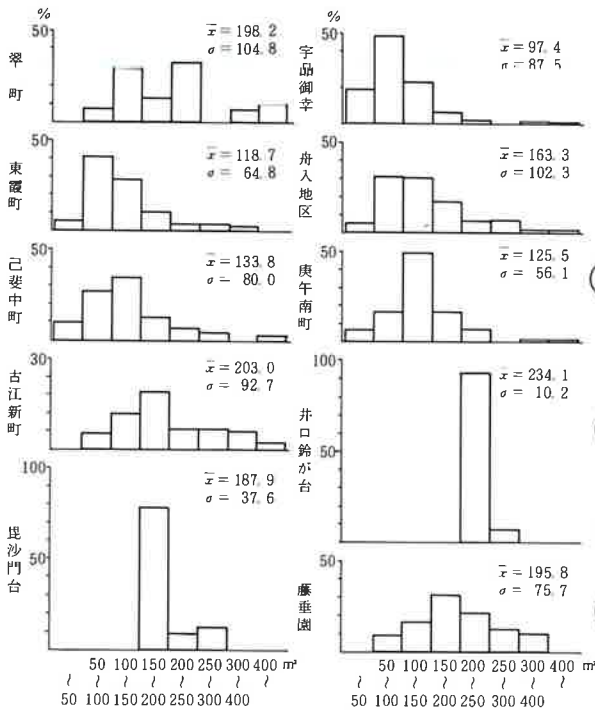 %
50
翠町
x̄ = 198.2
σ = 104.8
50
東霞町
x̄ = 118.7
σ = 64.8
50
己斐中町
x̄ = 133.8
σ = 80.0
30
古江新町
x̄ = 203.0
σ = 92.7
100
50
毘沙門台
x̄ = 187.9
σ = 37.6
50 100 150 200 250 300 400 m²
〜 〜 〜 〜 〜 〜 〜 〜
50 100 150 200 250 300 400
%
50
宇品御幸
x̄ = 97.4
σ = 87.5
50
舟入地区
x̄ = 163.3
σ = 102.3
50
庚午南町
x̄ = 125.5
σ = 56.1
100
50
井口鈴が台
x̄ = 234.1
σ = 10.2
50
藤垂園
x̄ = 195.8
σ = 75.7
50 100 150 200 250 300 400 m²
〜 〜 〜 〜 〜 〜 〜 〜
50 100 150 200 250 300 400